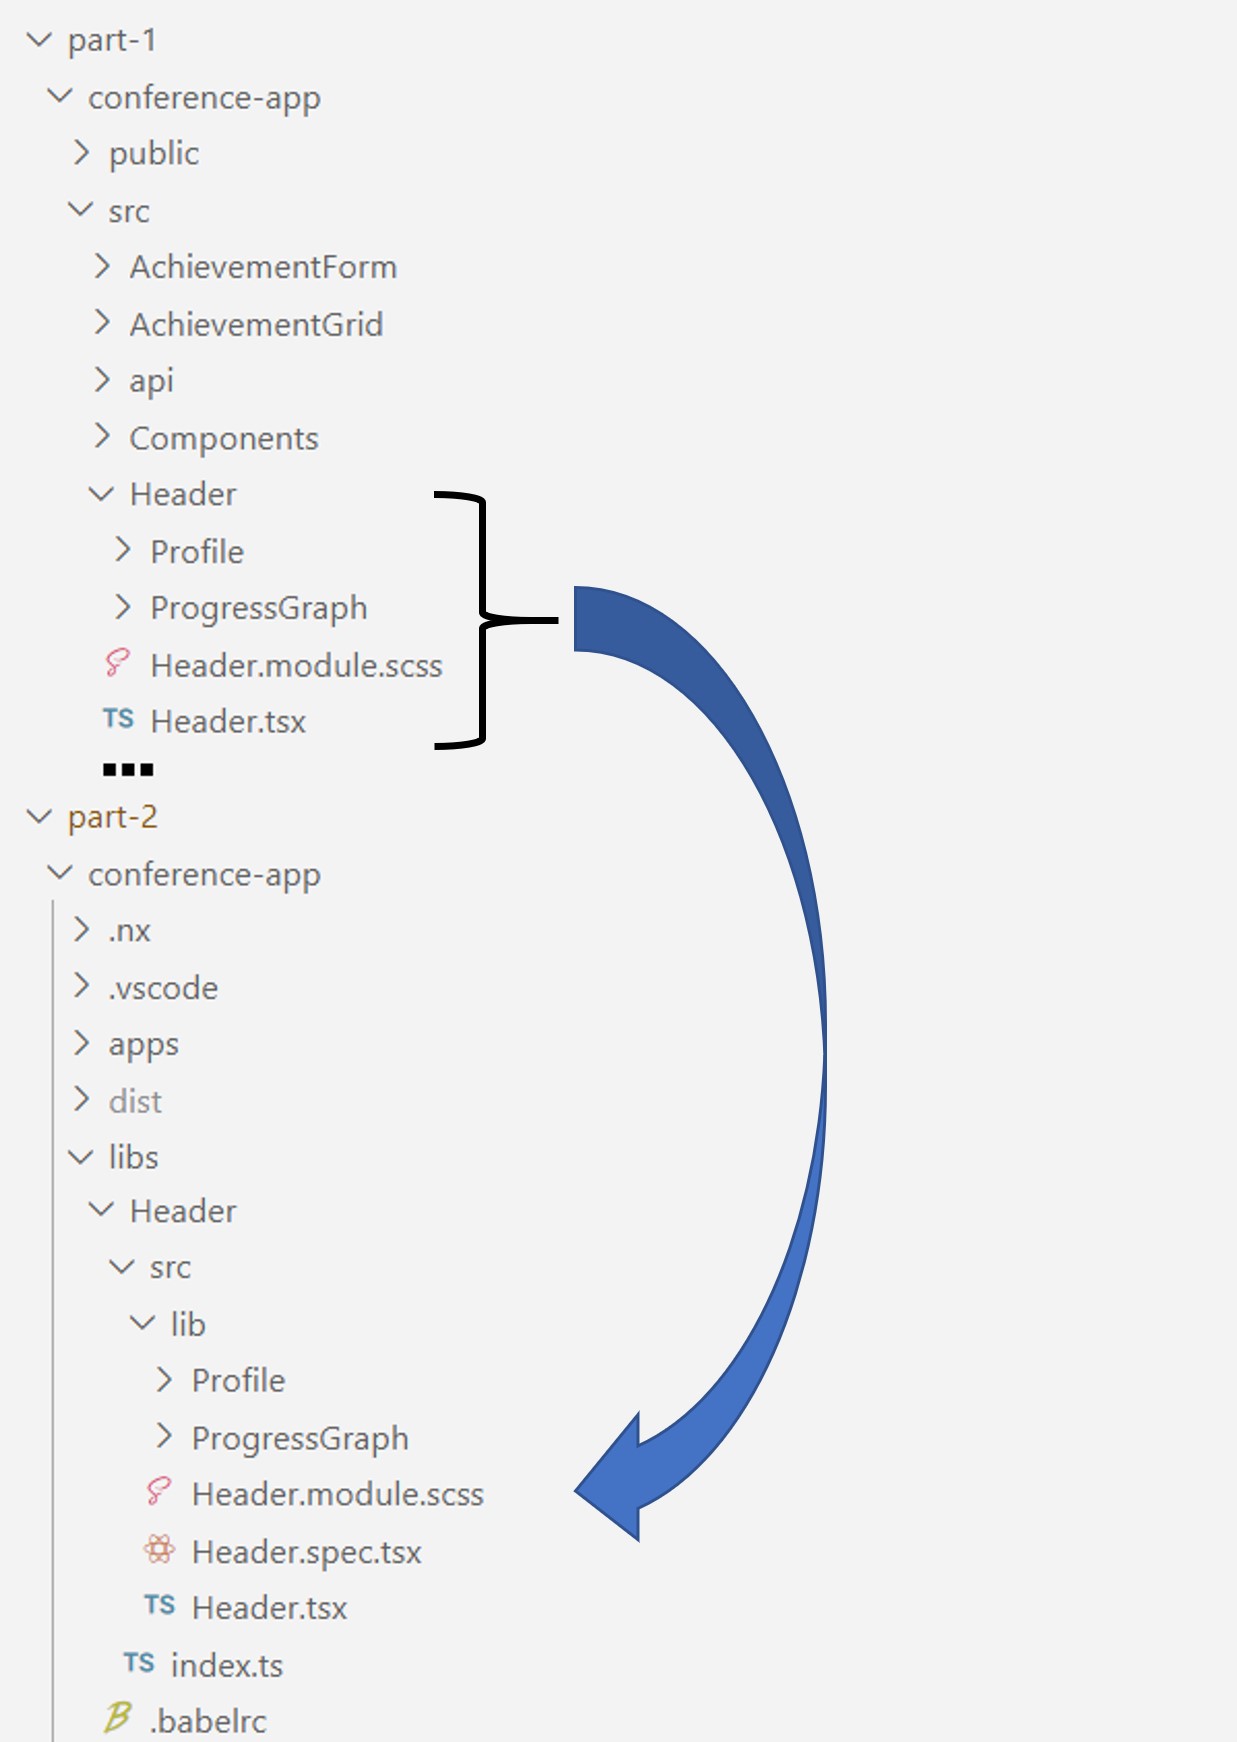 part-1
conference-app
public
src
AchievementForm
AchievementGrid
api
Components
Header
Profile
ProgressGraph
Header.module.scss
TS Header.tsx
...
part-2
conference-app
.nx
.vscode
apps
dist
libs
Header
src
lib
Profile
ProgressGraph
Header.module.scss
Header.spec.tsx
TS Header.tsx
TS index.ts
B .babelrc